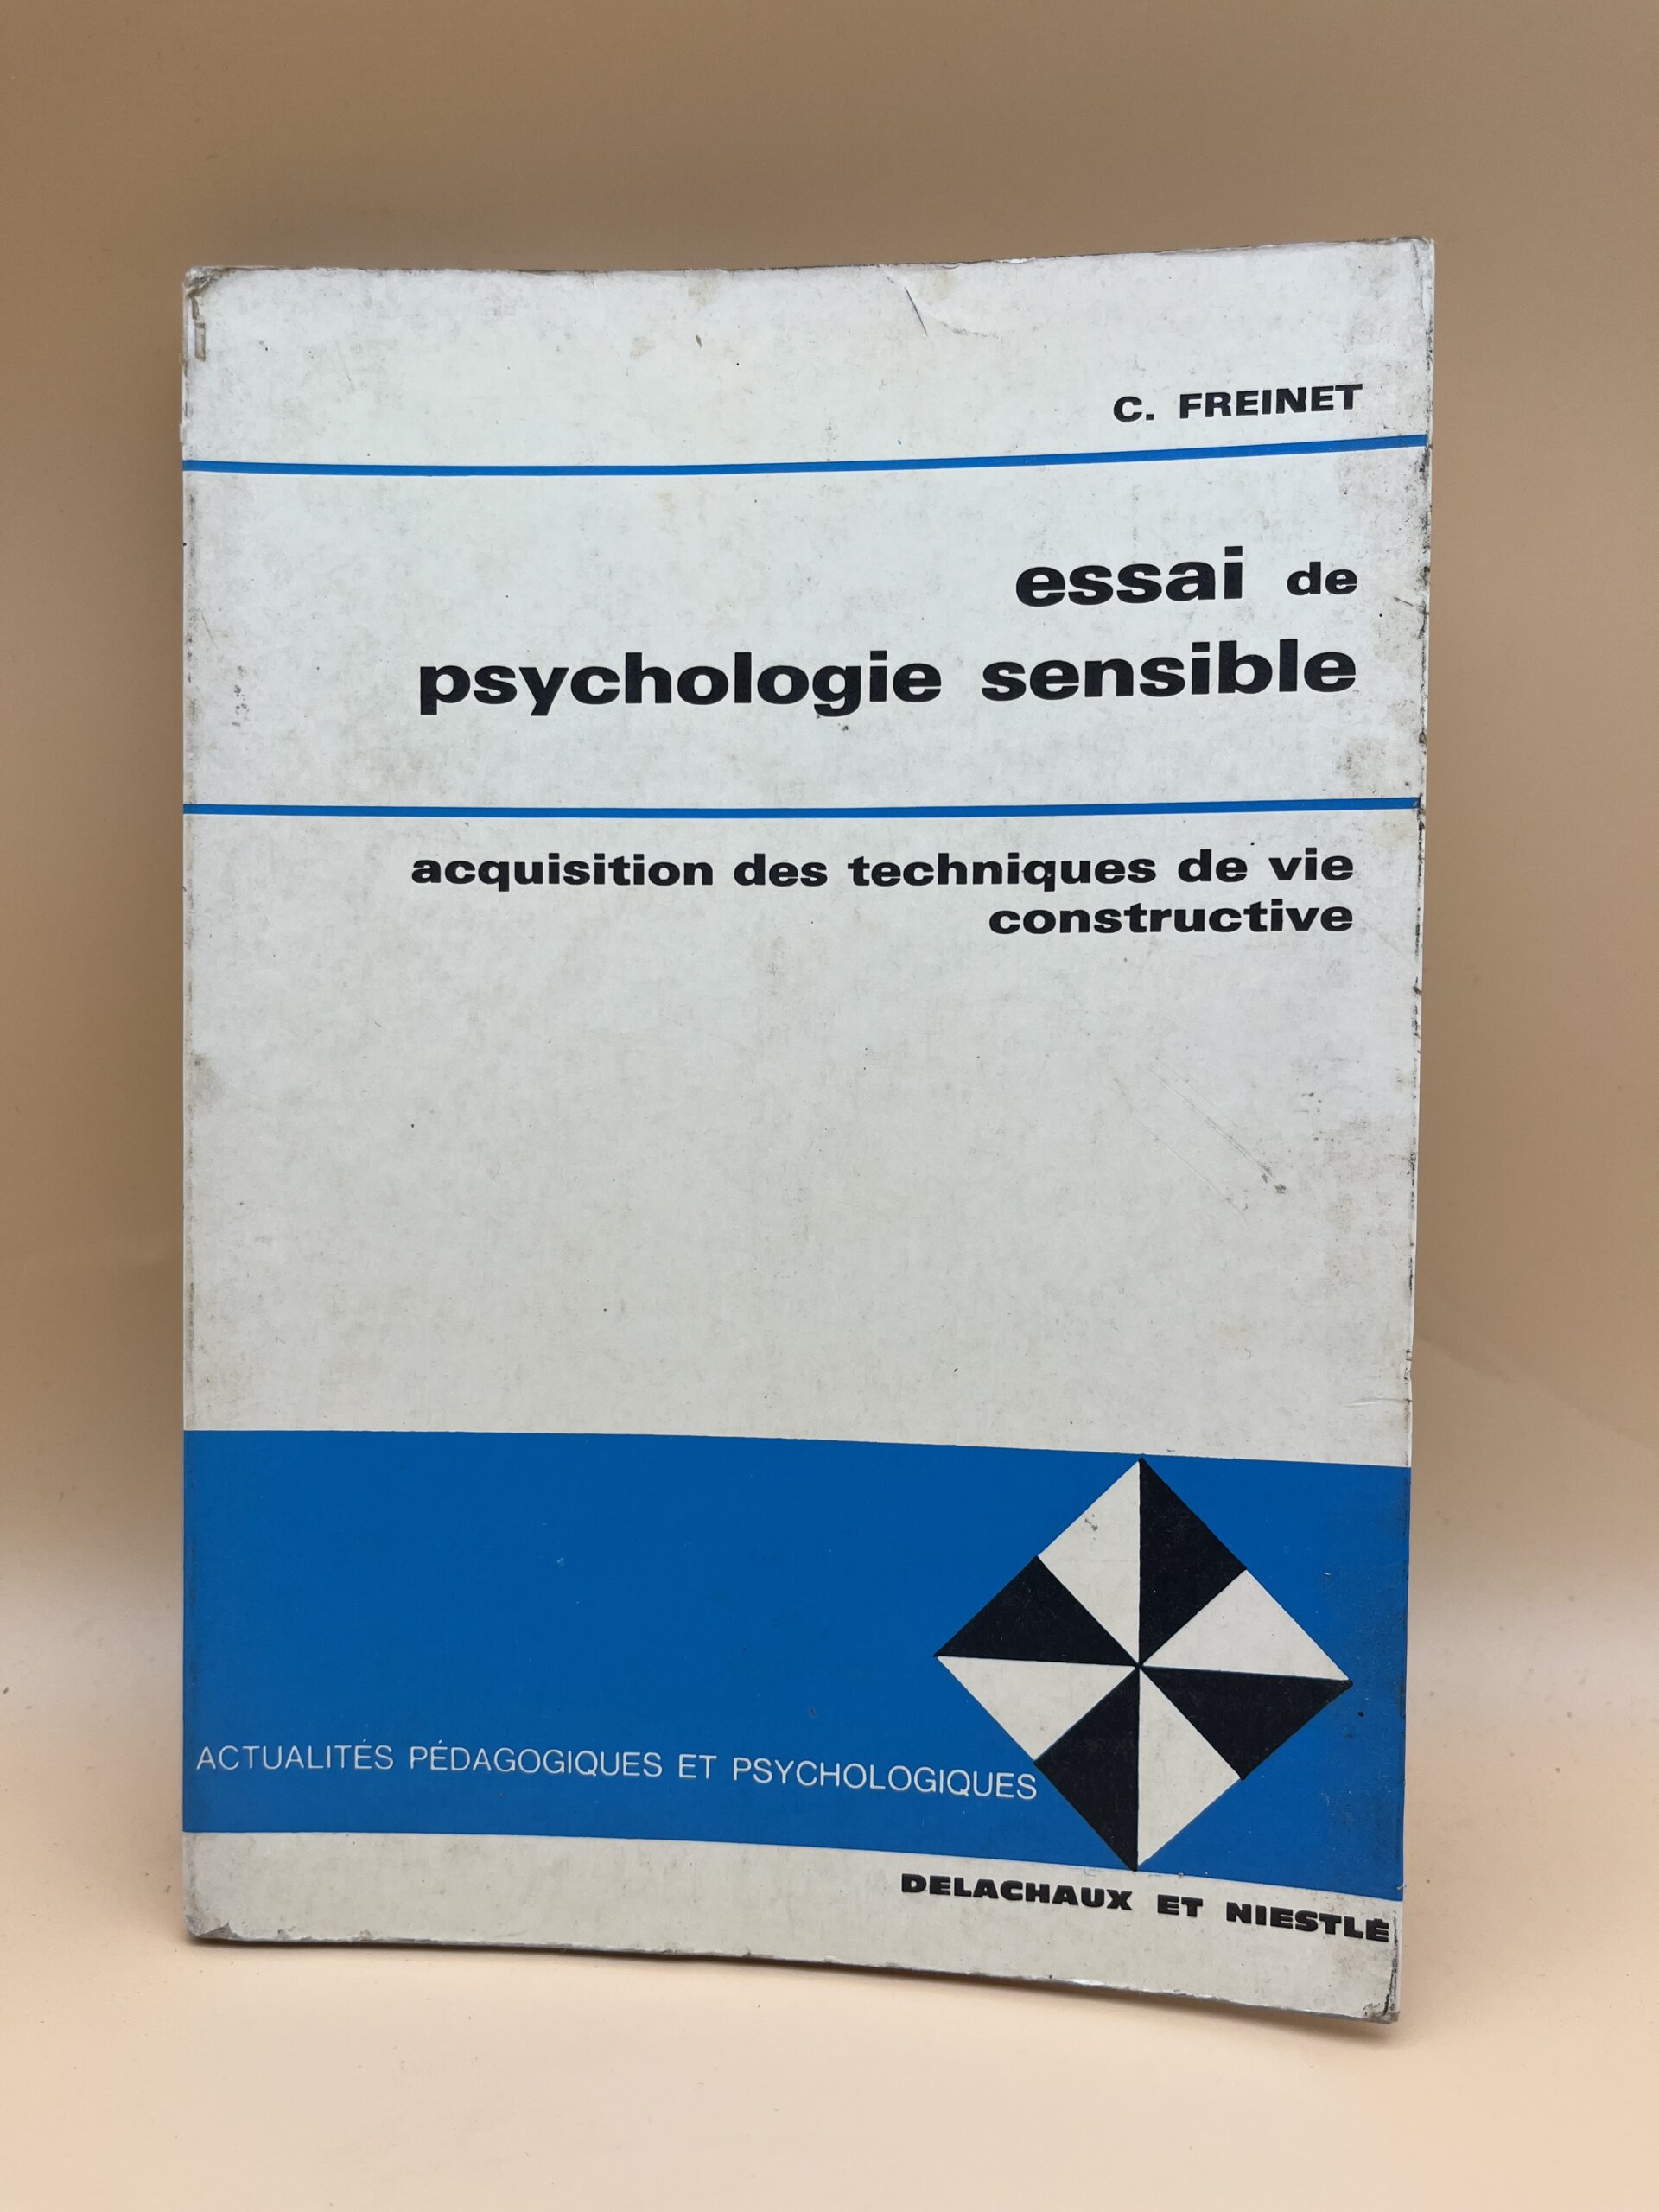 C. FREINET
essai de
psychologie sensible
acquisition des techniques de vie
constructive
ACTUALITÉS PÉDAGOGIQUES ET PSYCHOLOGIQUES
DELACHAUX ET NIESTLÉ